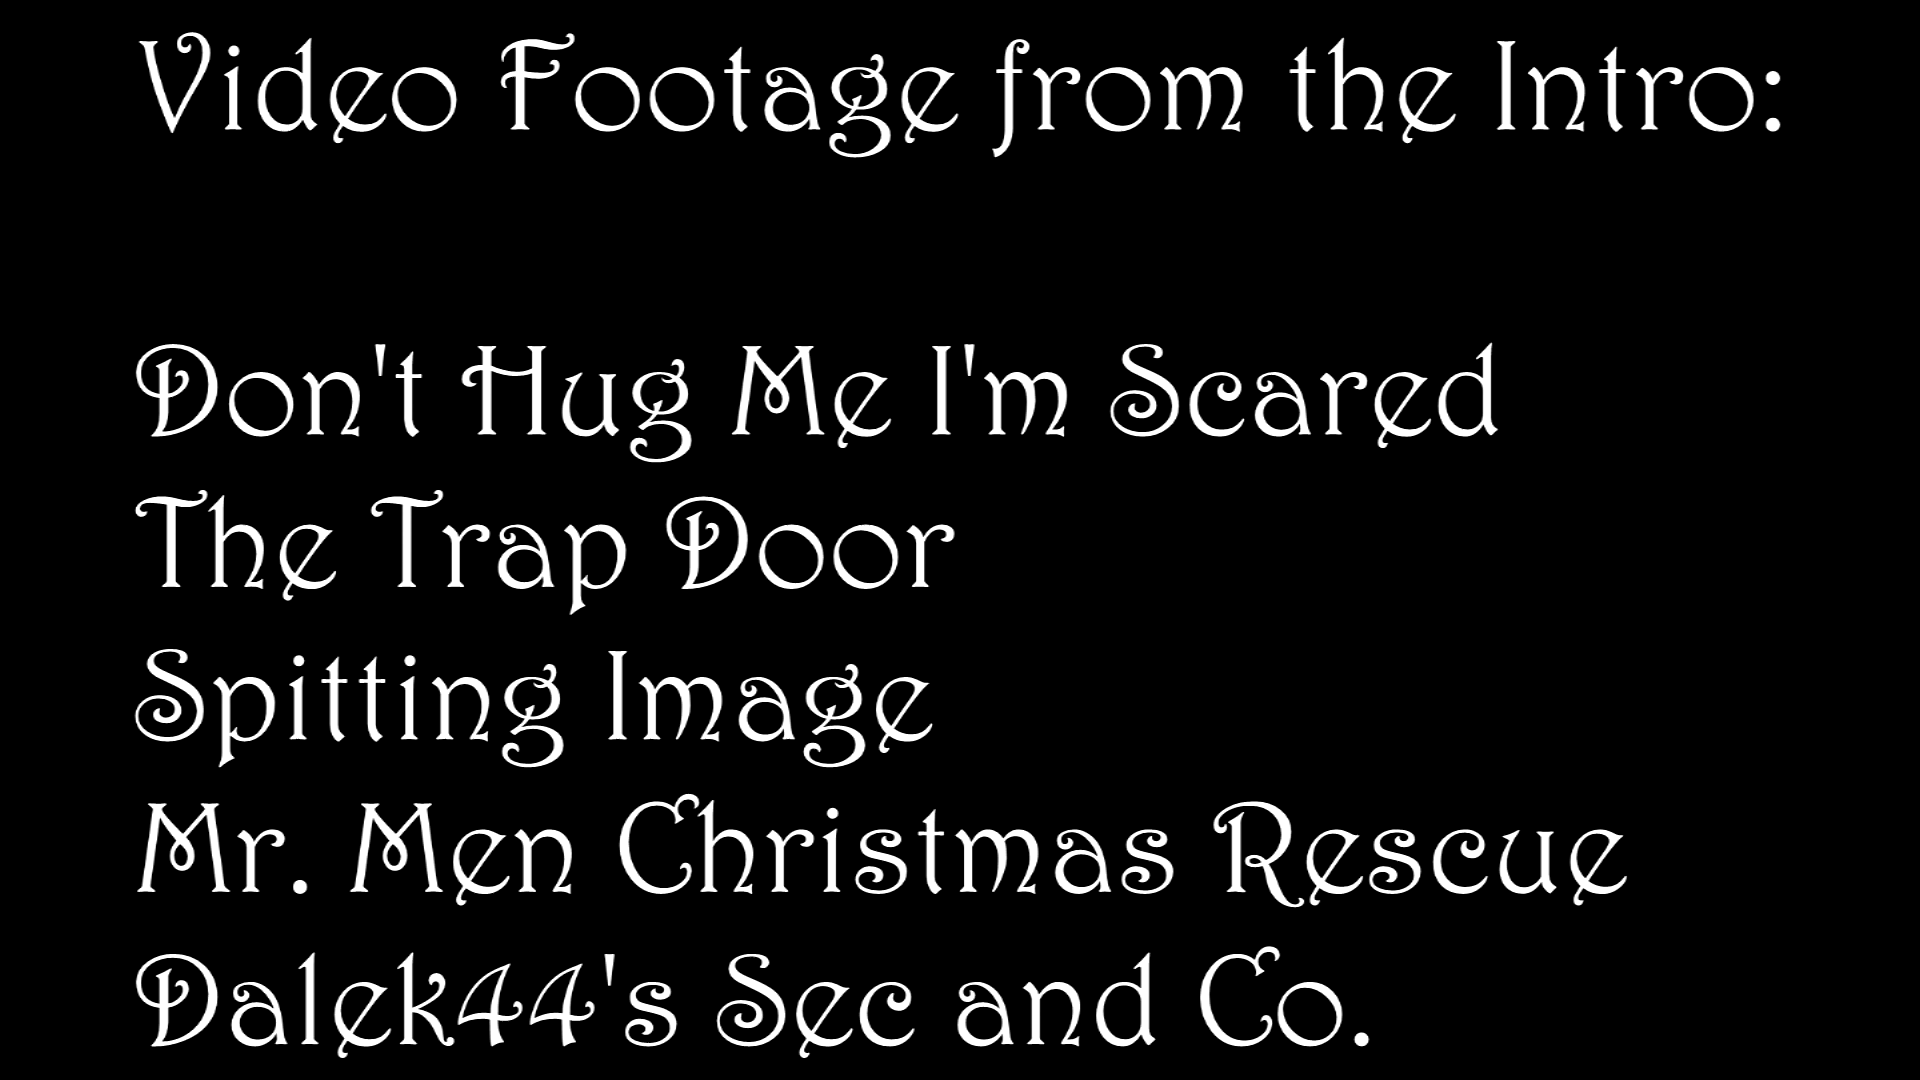 Video Footage from the Intro:
Don't Hug Me I'm Scared
The Trap Door
Spitting Image
Mr. Men Christmas Rescue
Dalek44's Sec and Co.